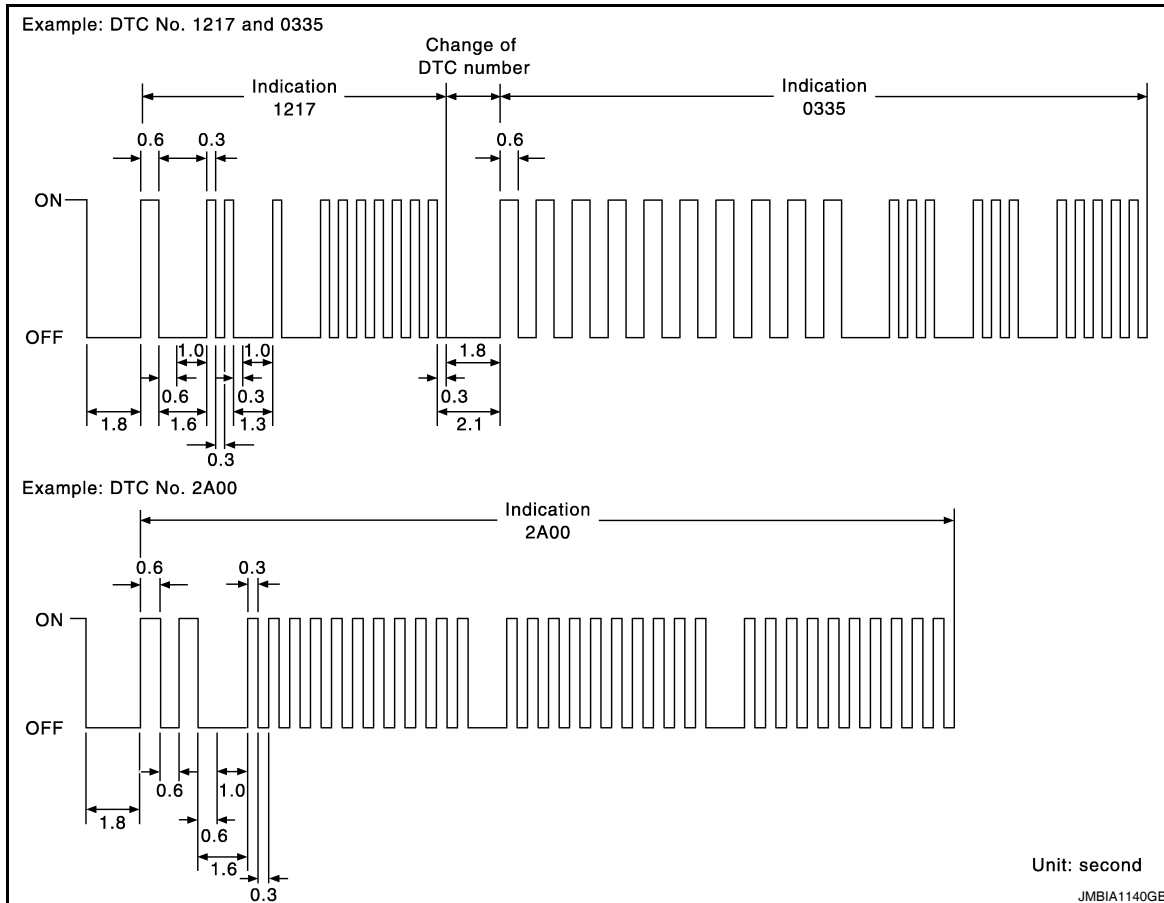 Example: DTC No. 1217 and 0335
Change of
DTC number
Indication
1217
Indication
0335
0.6
0.3
0.6
ON
OFF
1.0
1.0
1.8
0.6
0.3
0.3
1.8
1.6
1.3
2.1
0.3
Example: DTC No. 2A00
Indication
2A00
0.6
0.3
ON
OFF
0.6
1.0
1.8
0.6
1.6
0.3
Unit: second
JMBIA1140GB